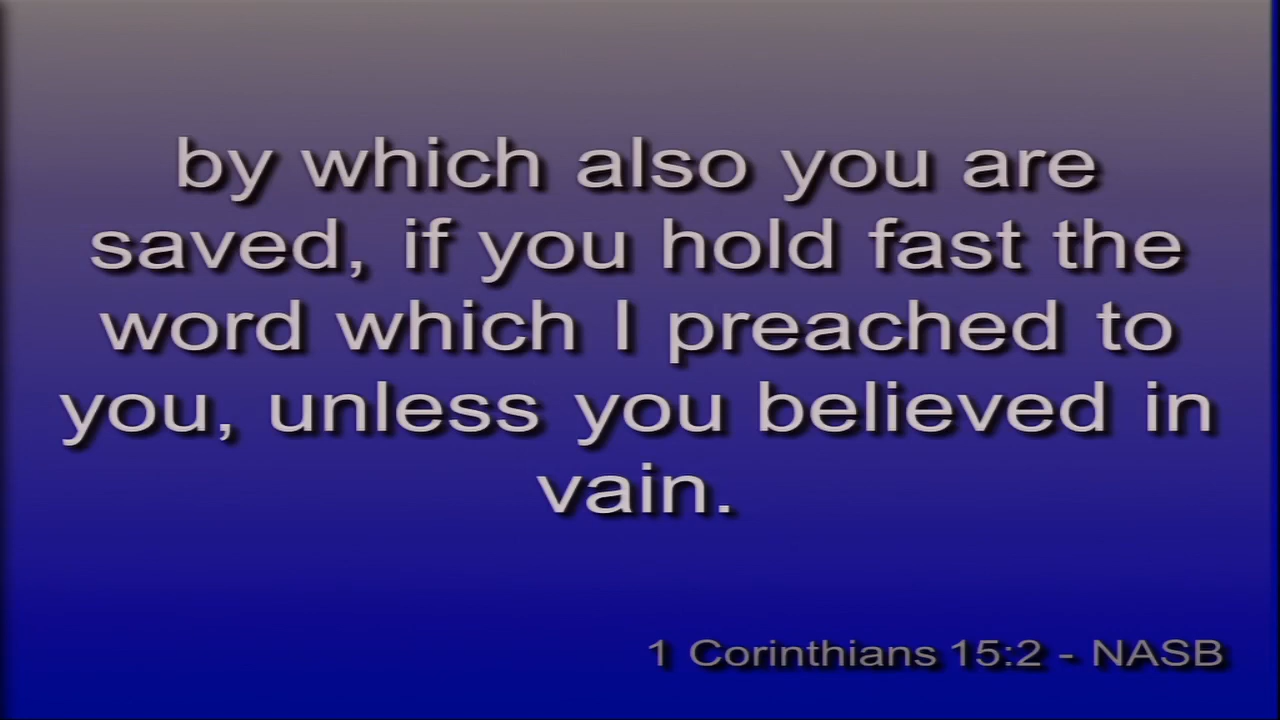 by which also you are
saved, if you hold fast the
word which I preached to
you, unless you believed in
vain.
1 Corinthians 15:2 - NASB